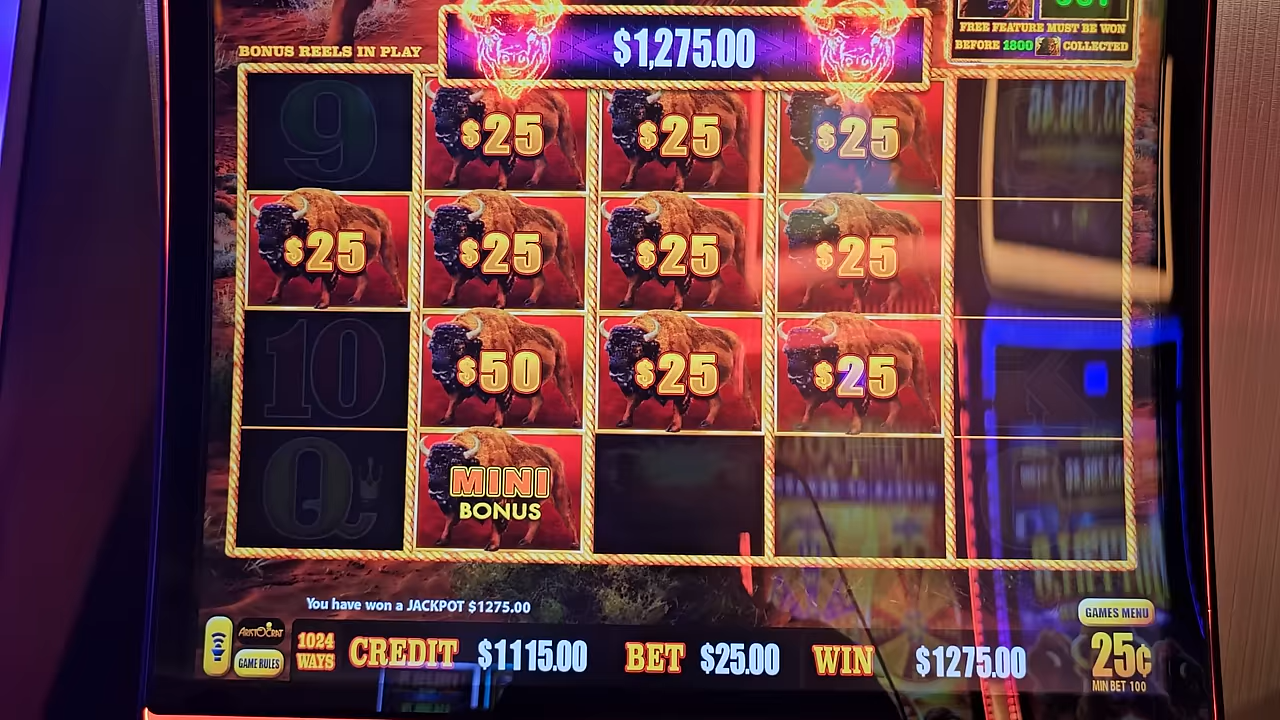 FREE FEATURE MUST BE WON
BEFORE 1800 COLLECTED
BONUS REELS IN PLAY
$1,275.00
9
$25
$25
$25
$25
$25
$25
$25
10
$50
$25
$25
K
Q
MINI
BONUS
You have won a JACKPOT $1275.00
GAMES MENU
ARISTOCRAT
GAME RULES
1024
WAYS
CREDIT $1115.00
BET $25.00
WIN $1275.00
25¢
MIN BET 100